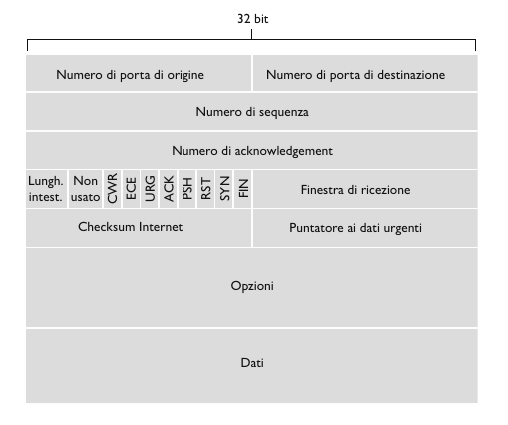 32 bit
Numero di porta di origine
Numero di porta di destinazione
Numero di sequenza
Numero di acknowledgement
Lungh.
intest.
Non
usato
CWR
ECE
URG
ACK
PSH
RST
SYN
FIN
Finestra di ricezione
Checksum Internet
Puntatore ai dati urgenti
Opzioni
Dati